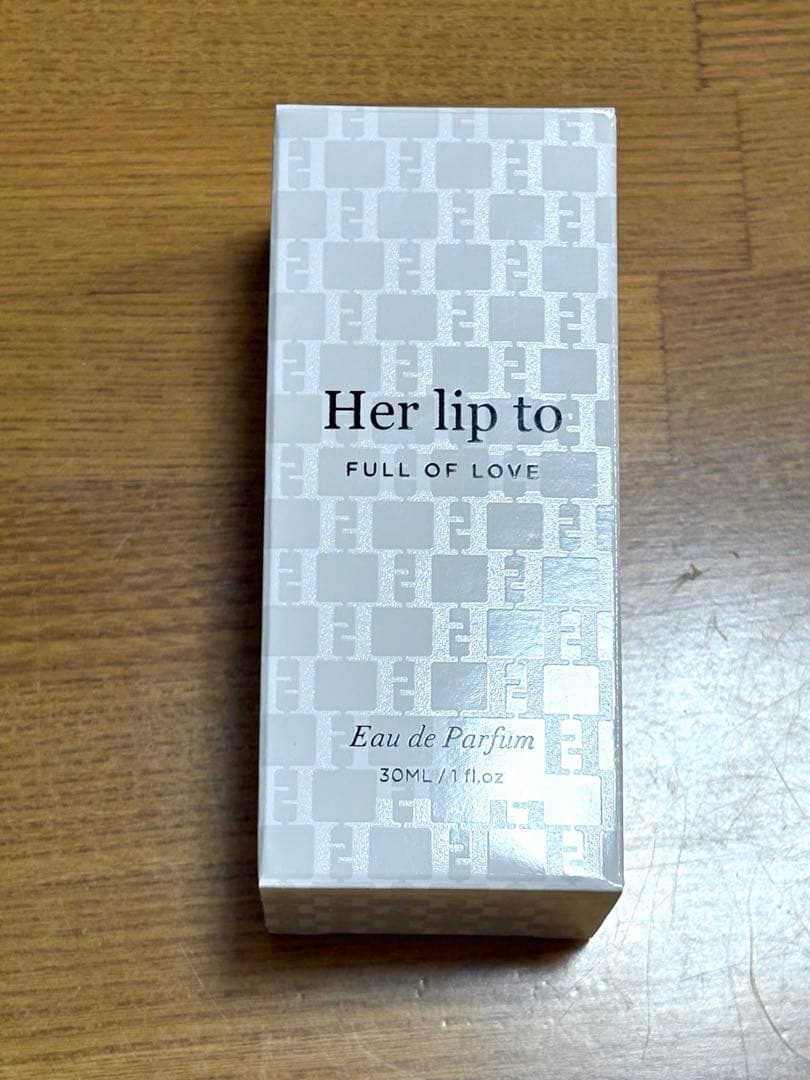 Her lip to
FULL OF LOVE
Eau de Parfum
30ML / 1 fl.oz